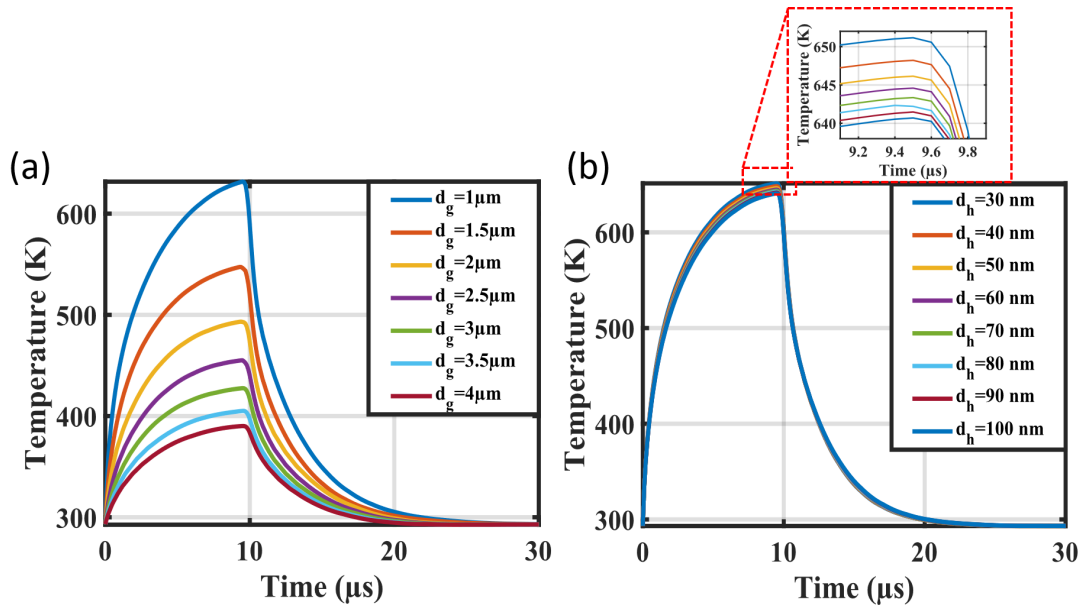 (a)
Temperature (K)
600
500
400
300
0
10
20
30
Time (µs)
d_g=1µm
d_g=1.5µm
d_g=2µm
d_g=2.5µm
d_g=3µm
d_g=3.5µm
d_g=4µm
(b)
Temperature (K)
600
500
400
300
0
10
20
30
Time (µs)
d_h=30 nm
d_h=40 nm
d_h=50 nm
d_h=60 nm
d_h=70 nm
d_h=80 nm
d_h=90 nm
d_h=100 nm
Temperature (K)
650
645
640
9.2
9.4
9.6
9.8
Time (µs)